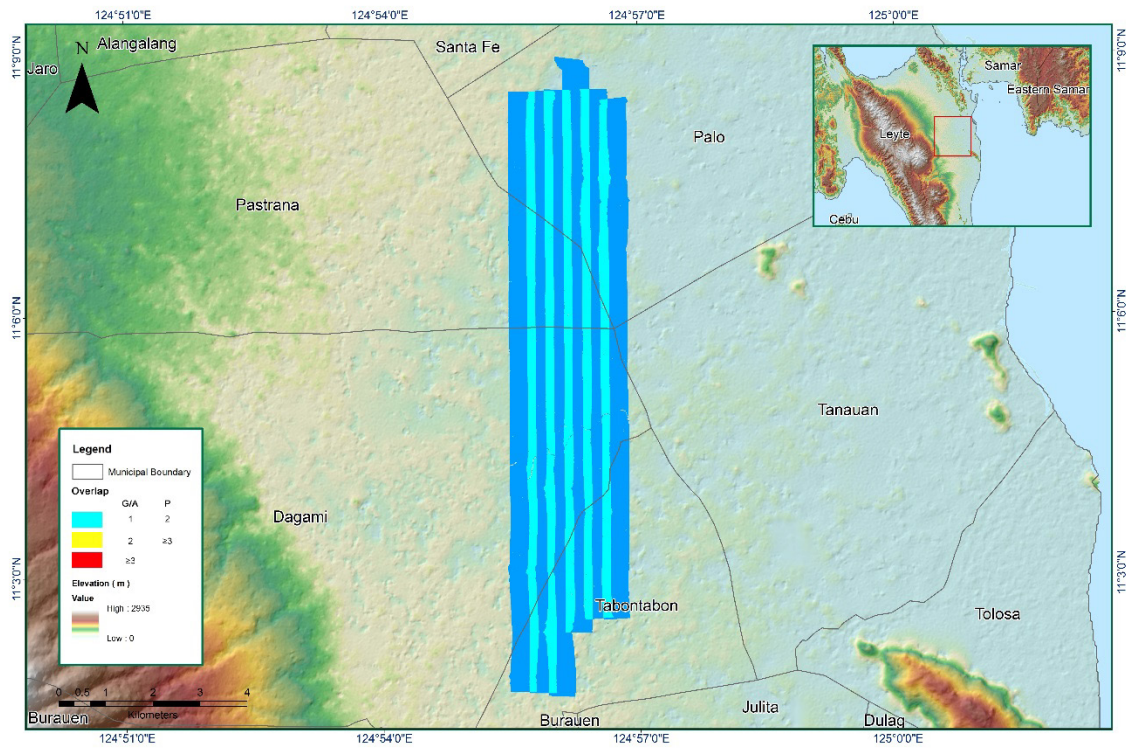 124°51'0"E 124°54'0"E 124°57'0"E 125°0'0"E
11°9'0"N
11°6'0"N
11°3'0"N
11°9'0"N
11°6'0"N
11°3'0"N
Alangalang
Santa Fe
Jaro
N
Palo
Pastrana
Samar
Eastern Samar
Leyte
Cebu
Tanauan
Dagami
Tabontabon
Tolosa
Burauen
Burauen
Julita
Dulag
Legend
Municipal Boundary
Overlap
G/A P
1 2
2 ≥3
≥3
Elevation ( m )
Value
High : 2935
Low : 0
0 0.5 1 2 3 4
Kilometers
124°51'0"E 124°54'0"E 124°57'0"E 125°0'0"E